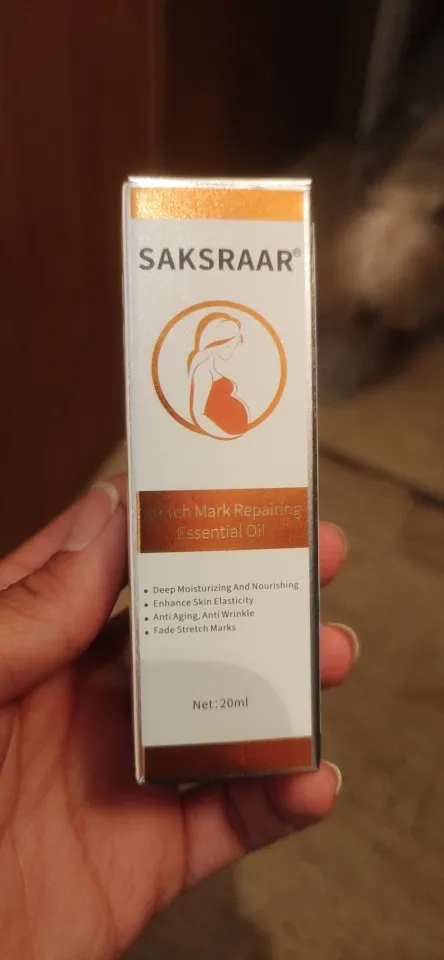 SAKSRAAR®
Stretch Mark Repairing
Essential Oil
• Deep Moisturizing And Nourishing
• Enhance Skin Elasticity
• Anti Aging, Anti Wrinkle
• Fade Stretch Marks
Net:20ml